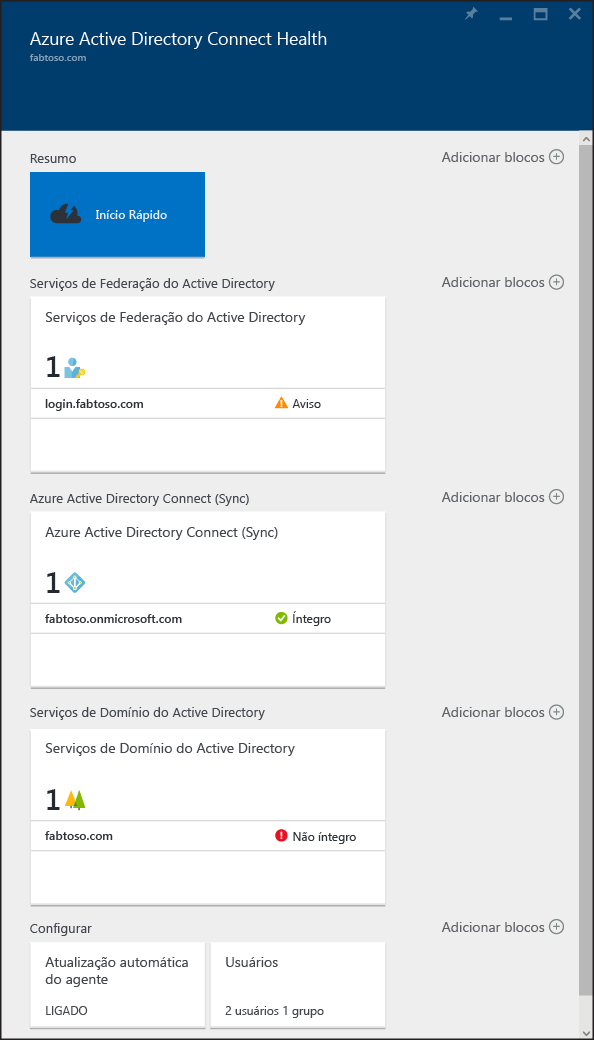 Azure Active Directory Connect Health
fabtoso.com
Resumo
Adicionar blocos
Início Rápido
Serviços de Federação do Active Directory
Adicionar blocos
Serviços de Federação do Active Directory
1
login.fabtoso.com
Aviso
Azure Active Directory Connect (Sync)
Adicionar blocos
Azure Active Directory Connect (Sync)
1
fabtoso.onmicrosoft.com
Íntegro
Serviços de Domínio do Active Directory
Adicionar blocos
Serviços de Domínio do Active Directory
1
fabtoso.com
Não íntegro
Configurar
Adicionar blocos
Atualização automática
do agente
LIGADO
Usuários
2 usuários 1 grupo